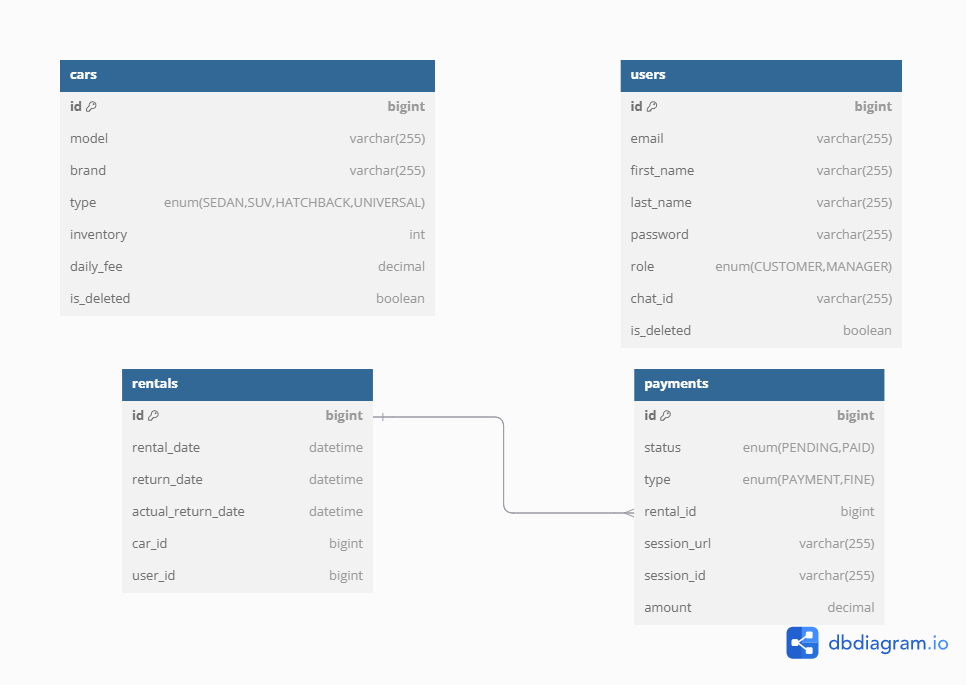 cars
id bigint
model varchar(255)
brand varchar(255)
type enum(SEDAN,SUV,HATCHBACK,UNIVERSAL)
inventory int
daily_fee decimal
is_deleted boolean
users
id bigint
email varchar(255)
first_name varchar(255)
last_name varchar(255)
password varchar(255)
role enum(CUSTOMER,MANAGER)
chat_id varchar(255)
is_deleted boolean
rentals
id bigint
rental_date datetime
return_date datetime
actual_return_date datetime
car_id bigint
user_id bigint
payments
id bigint
status enum(PENDING,PAID)
type enum(PAYMENT,FINE)
rental_id bigint
session_url varchar(255)
session_id varchar(255)
amount decimal
dbdiagram.io